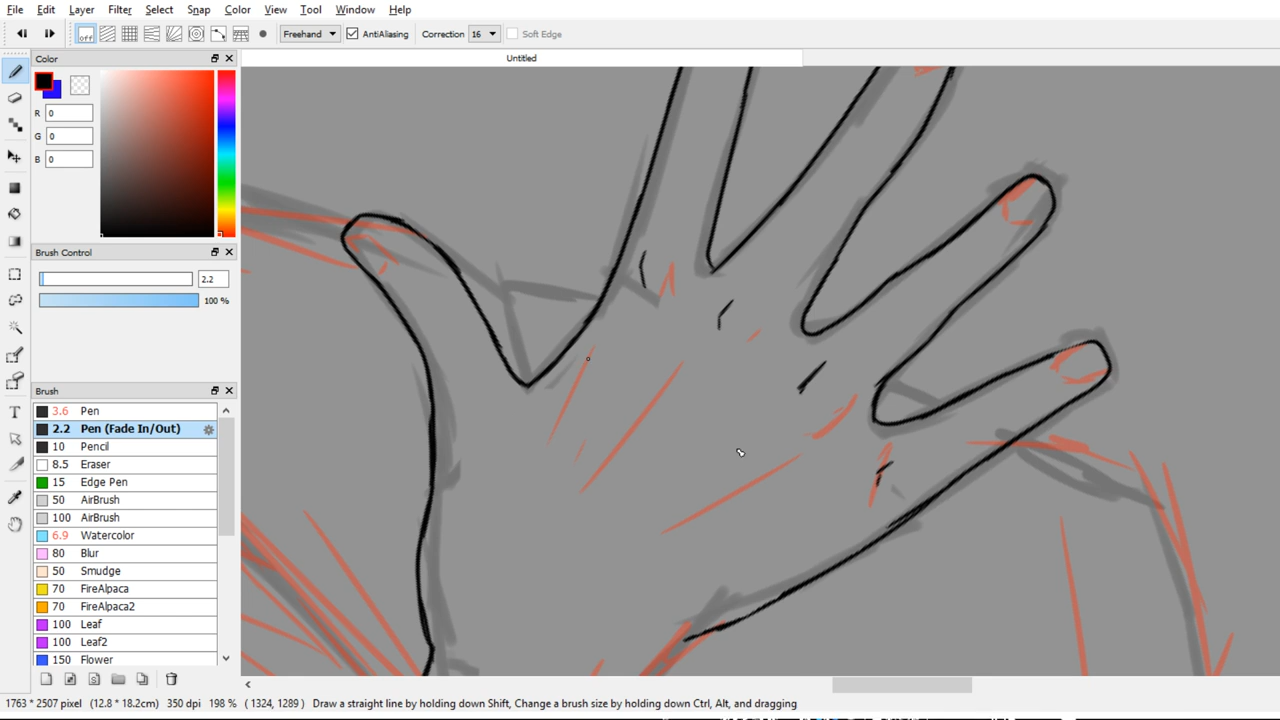 File Edit Layer Filter Select Snap Color View Tool Window Help
off Freehand AntiAliasing Correction 16 Soft Edge
Color
Untitled
R 0
G 0
B 0
Brush Control
2.2
100 %
Brush
3.6 Pen
2.2 Pen (Fade In/Out)
10 Pencil
8.5 Eraser
15 Edge Pen
50 AirBrush
100 AirBrush
6.9 Watercolor
80 Blur
50 Smudge
70 FireAlpaca
70 FireAlpaca2
100 Leaf
100 Leaf2
150 Flower
1763 * 2507 pixel (12.8 * 18.2cm) 350 dpi 198 % ( 1324, 1289 ) Draw a straight line by holding down Shift, Change a brush size by holding down Ctrl, Alt, and dragging